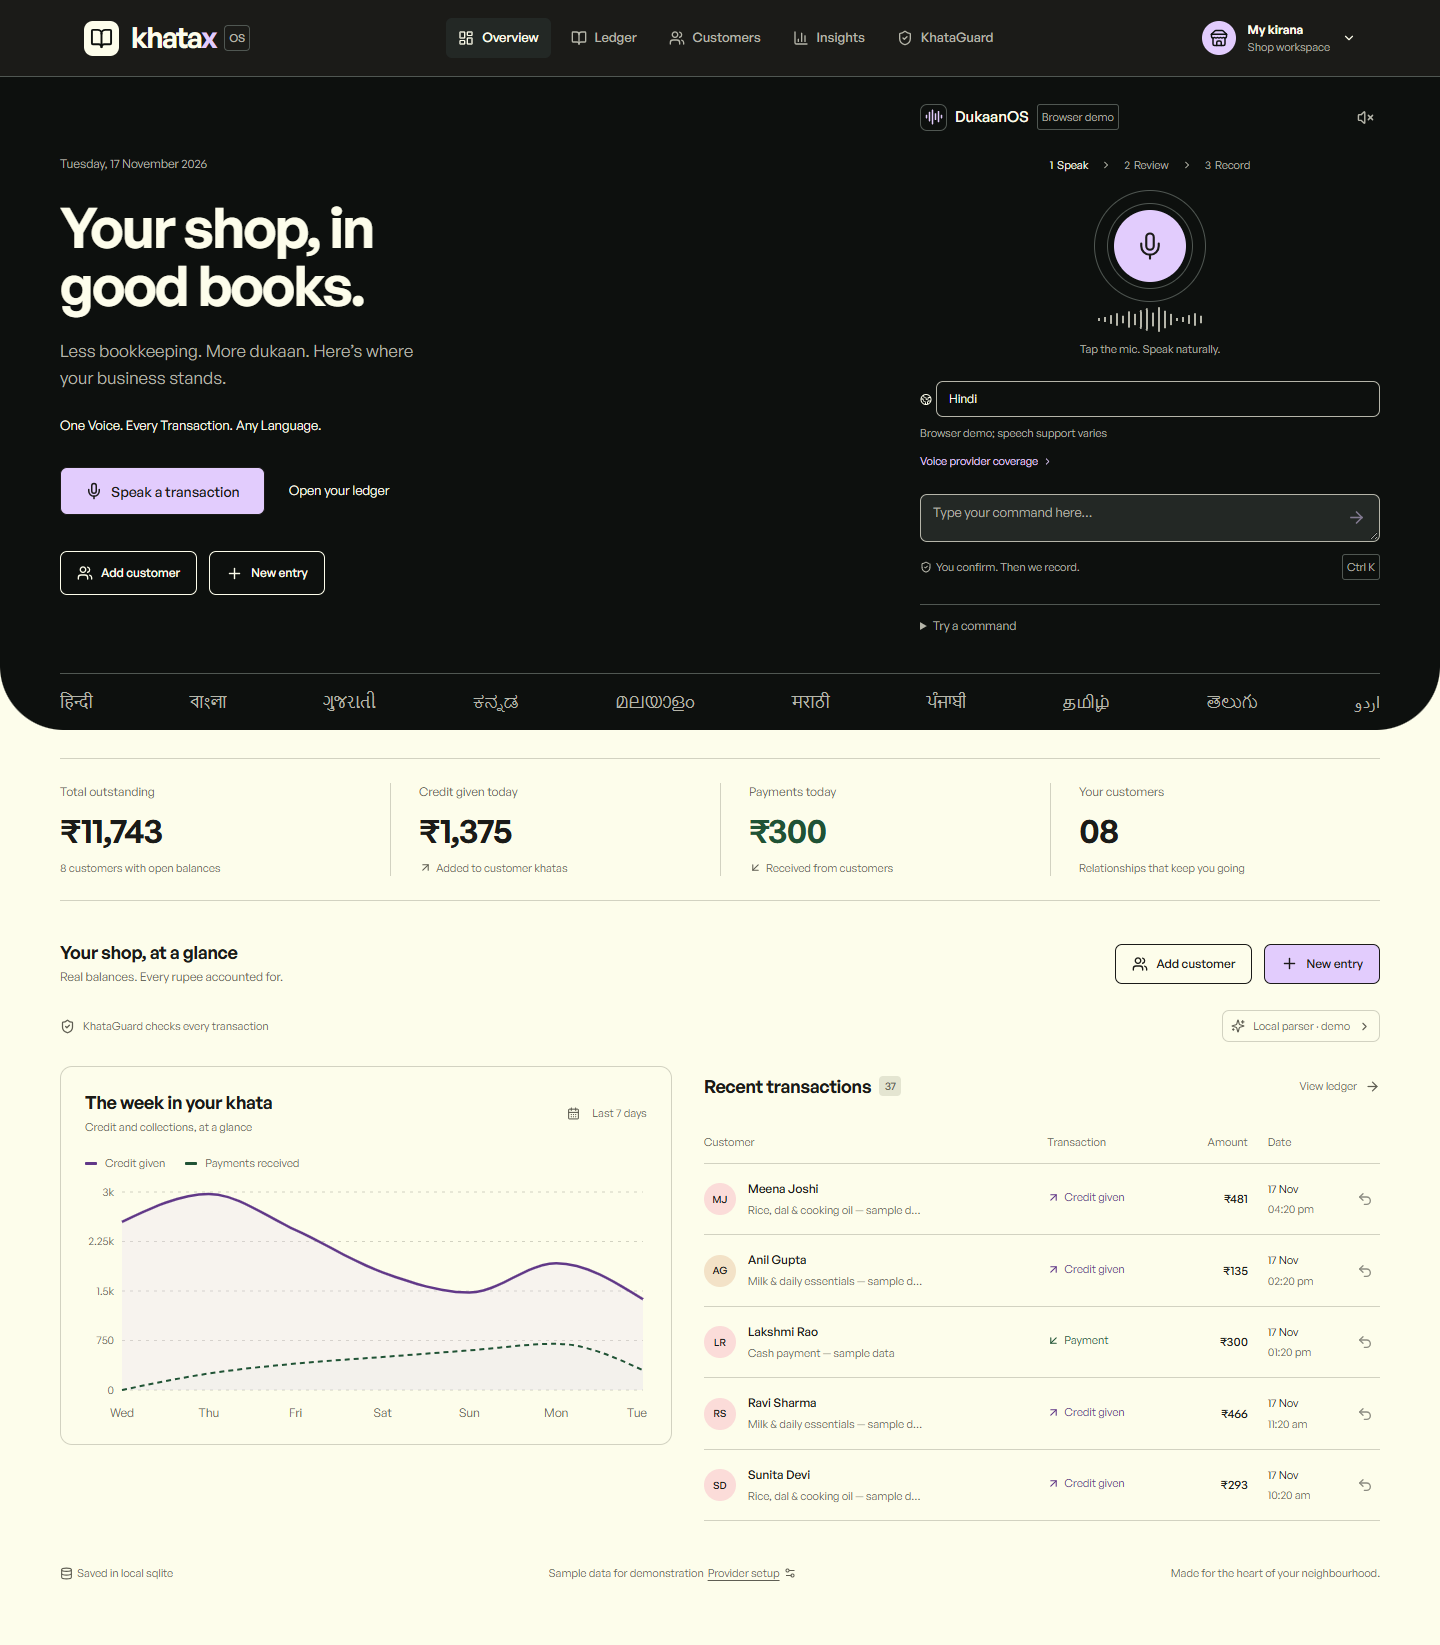 khatax OS
Overview
Ledger
Customers
Insights
KhataGuard
My kirana
Shop workspace
Tuesday, 17 November 2026
Your shop, in
good books.
Less bookkeeping. More dukaan. Here's where
your business stands.
One Voice. Every Transaction. Any Language.
Speak a transaction
Open your ledger
Add customer
New entry
DukaanOS Browser demo
1 Speak
2 Review
3 Record
Tap the mic. Speak naturally.
Hindi
Browser demo; speech support varies
Voice provider coverage
Type your command here...
You confirm. Then we record.
Ctrl K
Try a command
हिन्दी
বাংলা
ગુજરાતી
ಕನ್ನಡ
മലയാളം
मराठी
ਪੰਜਾਬੀ
தமிழ்
తెలుగు
اردو
Total outstanding
₹11,743
8 customers with open balances
Credit given today
₹1,375
Added to customer khatas
Payments today
₹300
Received from customers
Your customers
08
Relationships that keep you going
Your shop, at a glance
Real balances. Every rupee accounted for.
Add customer
New entry
KhataGuard checks every transaction
Local parser · demo
The week in your khata
Credit and collections, at a glance
Last 7 days
Credit given
Payments received
3k
2.25k
1.5k
750
0
Wed
Thu
Fri
Sat
Sun
Mon
Tue
Recent transactions 37
View ledger
Customer
Transaction
Amount
Date
MJ
Meena Joshi
Rice, dal & cooking oil — sample d...
Credit given
₹481
17 Nov
04:20 pm
AG
Anil Gupta
Milk & daily essentials — sample d...
Credit given
₹135
17 Nov
02:20 pm
LR
Lakshmi Rao
Cash payment — sample data
Payment
₹300
17 Nov
01:20 pm
RS
Ravi Sharma
Milk & daily essentials — sample d...
Credit given
₹466
17 Nov
11:20 am
SD
Sunita Devi
Rice, dal & cooking oil — sample d...
Credit given
₹293
17 Nov
10:20 am
Saved in local sqlite
Sample data for demonstration Provider setup
Made for the heart of your neighbourhood.